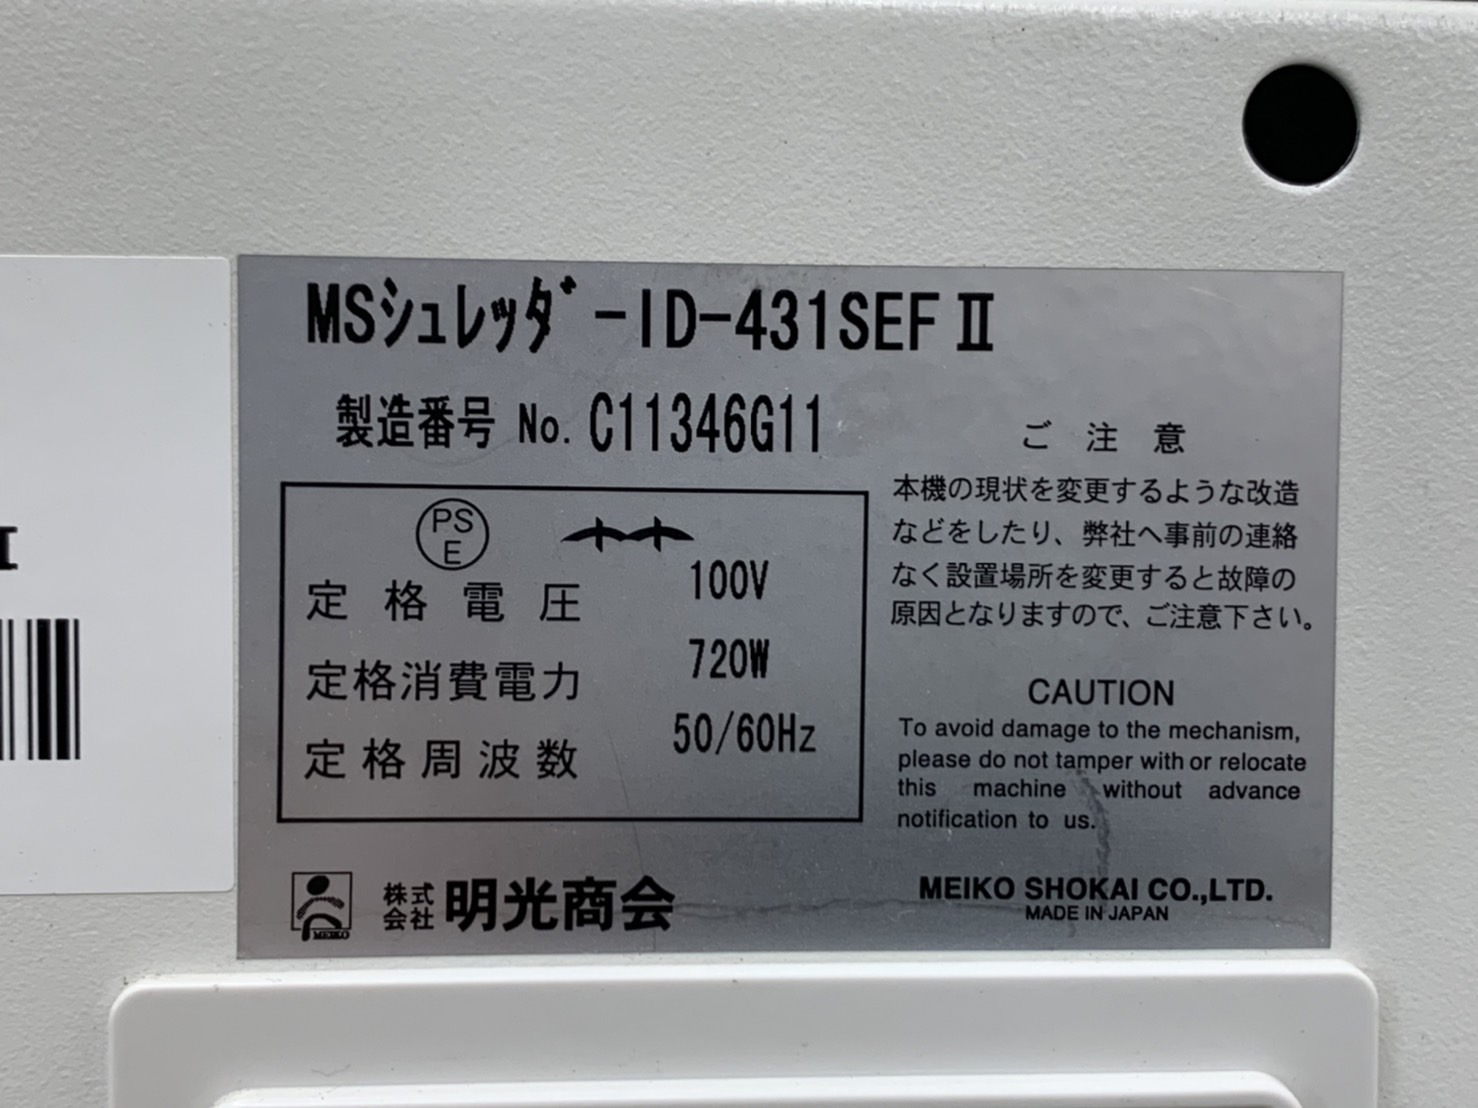 MSｼｭﾚｯﾀﾞ-ID-431SEFⅡ
製造番号 No. C11346G11
PS
E
定格電圧 100V
定格消費電力 720W
定格周波数 50/60Hz
ご注意
本機の現状を変更するような改造
などをしたり、弊社へ事前の連絡
なく設置場所を変更すると故障の
原因となりますので、ご注意下さい。
CAUTION
To avoid damage to the mechanism,
please do not tamper with or relocate
this machine without advance
notification to us.
MEIKO
株式会社 明光商会
MEIKO SHOKAI CO.,LTD.
MADE IN JAPAN